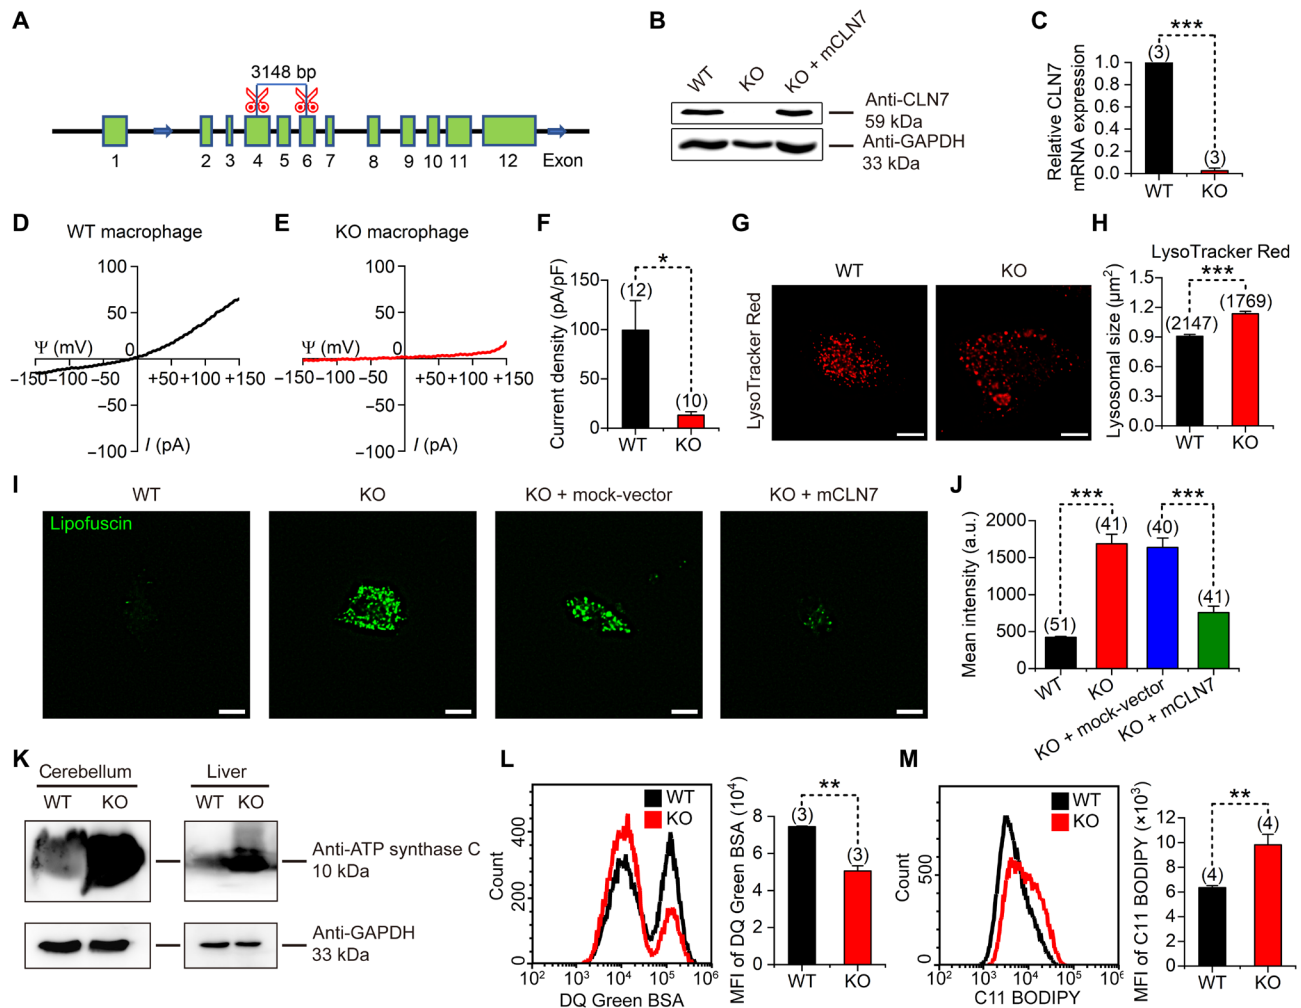 A
3148 bp
1 2 3 4 5 6 7 8 9 10 11 12 Exon
B
WT KO KO + mCLN7
Anti-CLN7
59 kDa
Anti-GAPDH
33 kDa
C
Relative CLN7
mRNA expression
1.0
0.8
0.6
0.4
0.2
0.0
(3)
***
(3)
WT KO
D
WT macrophage
100
50
Ψ (mV)
0
−150 −100 −50 +50 +100 +150
−50
−100
I (pA)
E
KO macrophage
100
50
Ψ (mV)
0
−150 −100 −50 +50 +100 +150
−50
−100
I (pA)
F
Current density (pA/pF)
150
100
50
0
(12)
*
(10)
WT KO
G
WT KO
LysoTracker Red
H
LysoTracker Red
Lysosomal size (μm²)
1.5
1.2
0.9
0.6
0.3
0.0
***
(2147)
(1769)
WT KO
I
WT KO KO + mock-vector KO + mCLN7
Lipofuscin
J
Mean intensity (a.u.)
2000
1500
1000
500
0
*** ***
(51) (41) (40) (41)
WT KO KO + mock-vector KO + mCLN7
K
Cerebellum Liver
WT KO WT KO
Anti-ATP synthase C
10 kDa
Anti-GAPDH
33 kDa
L
WT
KO
Count
400
200
0
10² 10³ 10⁴ 10⁵ 10⁶
DQ Green BSA
MFI of DQ Green BSA (10⁴)
8
6
4
2
0
(3)
**
(3)
WT KO
M
WT
KO
Count
500
0
10² 10³ 10⁴ 10⁵ 10⁶
C11 BODIPY
MFI of C11 BODIPY (×10³)
12
10
8
6
4
2
0
(4)
**
(4)
WT KO